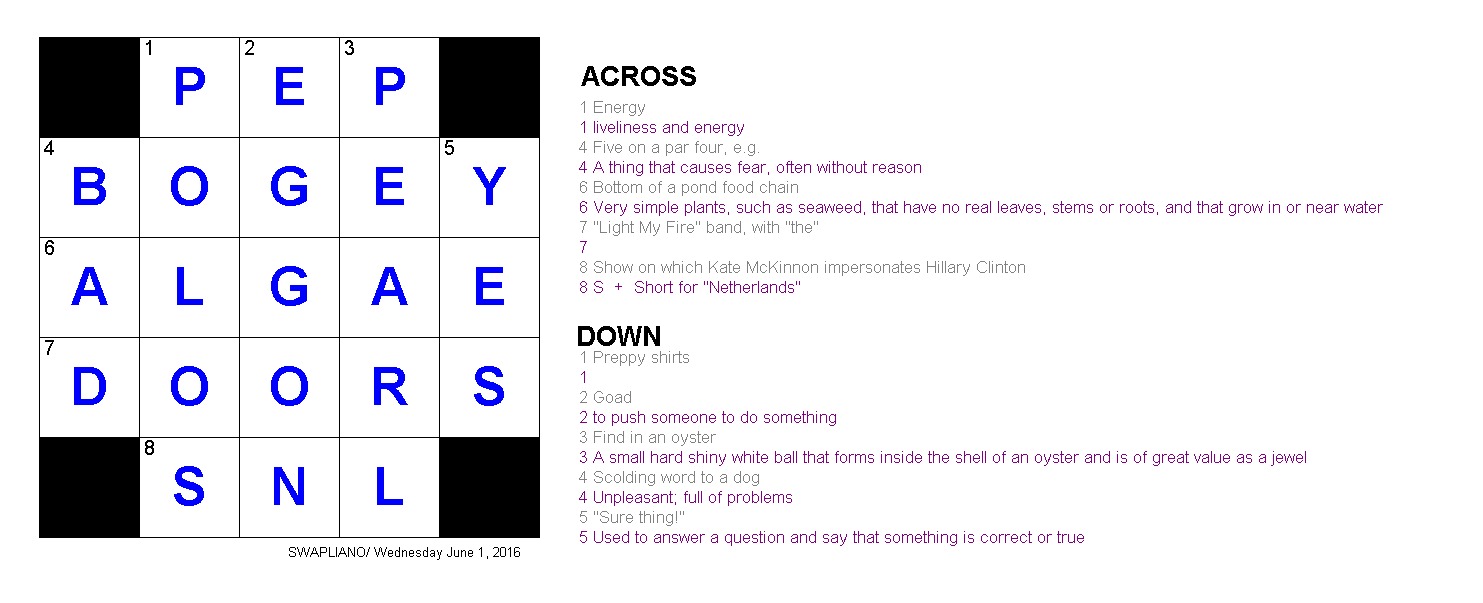 1 P 2 E 3 P
4 B O G E 5 Y
6 A L G A E
7 D O O R S
8 S N L
SWAPLIANO/ Wednesday June 1, 2016
ACROSS
1 Energy
1 liveliness and energy
4 Five on a par four, e.g.
4 A thing that causes fear, often without reason
6 Bottom of a pond food chain
6 Very simple plants, such as seaweed, that have no real leaves, stems or roots, and that grow in or near water
7 "Light My Fire" band, with "the"
7
8 Show on which Kate McKinnon impersonates Hillary Clinton
8 S + Short for "Netherlands"
DOWN
1 Preppy shirts
1
2 Goad
2 to push someone to do something
3 Find in an oyster
3 A small hard shiny white ball that forms inside the shell of an oyster and is of great value as a jewel
4 Scolding word to a dog
4 Unpleasant; full of problems
5 "Sure thing!"
5 Used to answer a question and say that something is correct or true